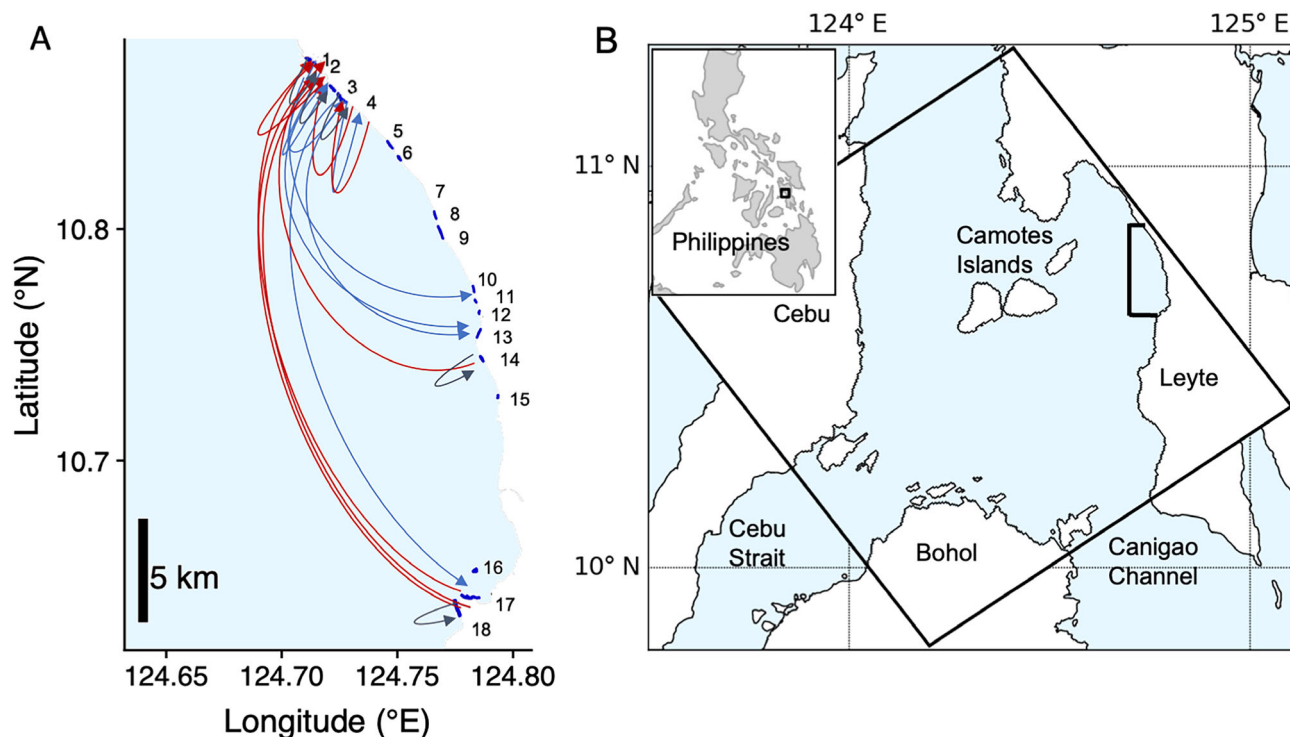 A
Latitude (°N)
10.8
10.7
1
2
3
4
5
6
7
8
9
10
11
12
13
14
15
16
17
18
5 km
124.65
124.70
124.75
124.80
Longitude (°E)
B
124° E
125° E
11° N
10° N
Philippines
Cebu
Camotes
Islands
Leyte
Cebu
Strait
Bohol
Canigao
Channel